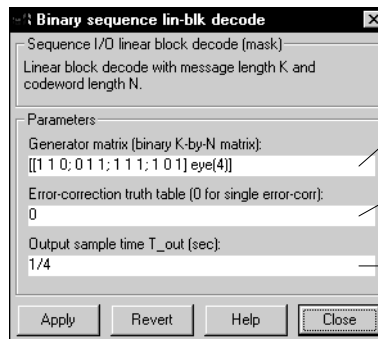 Binary sequence lin-blk decode
Sequence I/O linear block decode (mask)
Linear block decode with message length K and
codeword length N.
Parameters
Generator matrix (binary K-by-N matrix):
[[1 1 0; 0 1 1; 1 1 1; 1 0 1] eye(4)]
Error-correction truth table (0 for single error-corr):
0
Output sample time T_out (sec):
1/4
Apply Revert Help Close